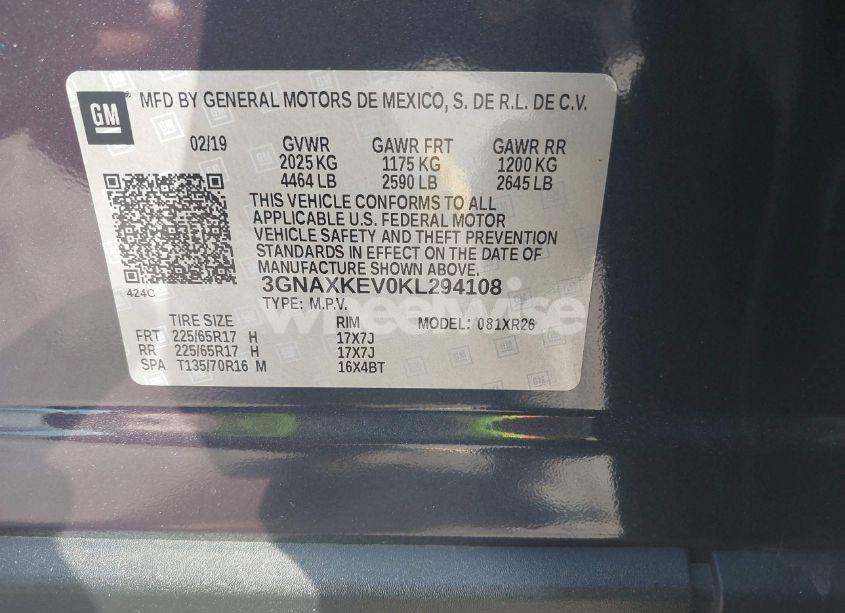 GM ® MFD BY GENERAL MOTORS DE MEXICO, S. DE R.L. DE C.V.
02/19 GVWR GAWR FRT GAWR RR
2025 KG 1175 KG 1200 KG
4464 LB 2590 LB 2645 LB
THIS VEHICLE CONFORMS TO ALL
APPLICABLE U.S. FEDERAL MOTOR
VEHICLE SAFETY AND THEFT PREVENTION
STANDARDS IN EFFECT ON THE DATE OF
MANUFACTURE SHOWN ABOVE.
424C 3GNAXKEV0KL294108
TYPE: M.P.V.
wheelwise
TIRE SIZE RIM MODEL: 081XR26
FRT 225/65R17 H 17X7J
RR 225/65R17 H 17X7J
SPA T135/70R16 M 16X4BT